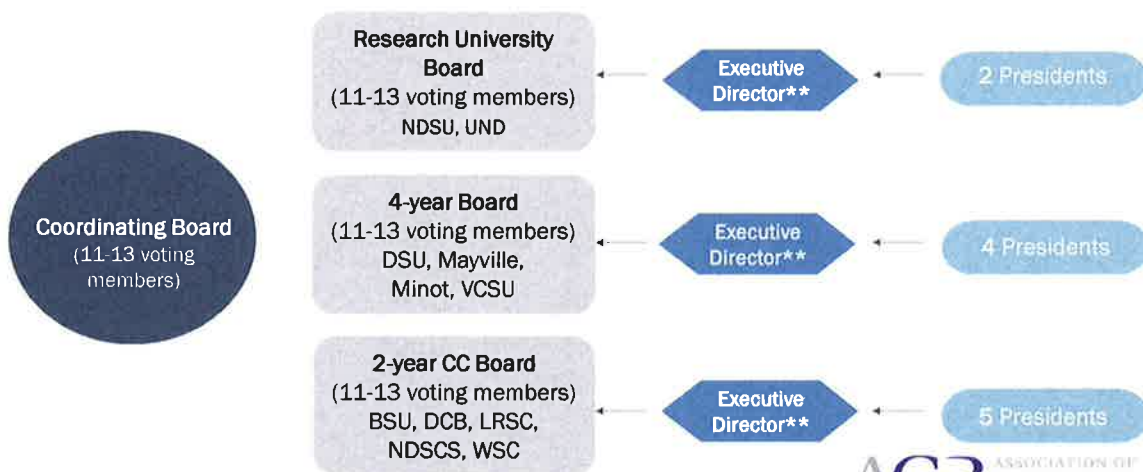 Research University
Board
(11-13 voting members)
NDSU, UND
Executive
Director**
2 Presidents
Coordinating Board
(11-13 voting
members)
4-year Board
(11-13 voting members)
DSU, Mayville,
Minot, VCSU
Executive
Director**
4 Presidents
2-year CC Board
(11-13 voting members)
BSU, DCB, LRSC,
NDSCS, WSC
Executive
Director**
5 Presidents
AGB
ASSOCIATION OF